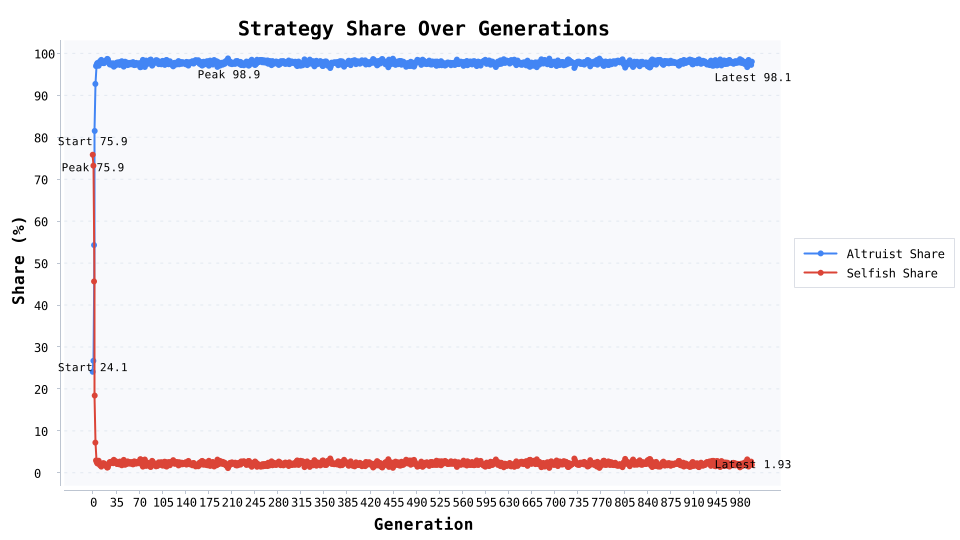 Strategy Share Over Generations
100
90
80
70
60
50
40
30
20
10
0
Share (%)
Peak 98.9
Latest 98.1
Start 75.9
Peak 75.9
Start 24.1
Latest 1.93
Altruist Share
Selfish Share
0 35 70 105 140 175 210 245 280 315 350 385 420 455 490 525 560 595 630 665 700 735 770 805 840 875 910 945 980
Generation